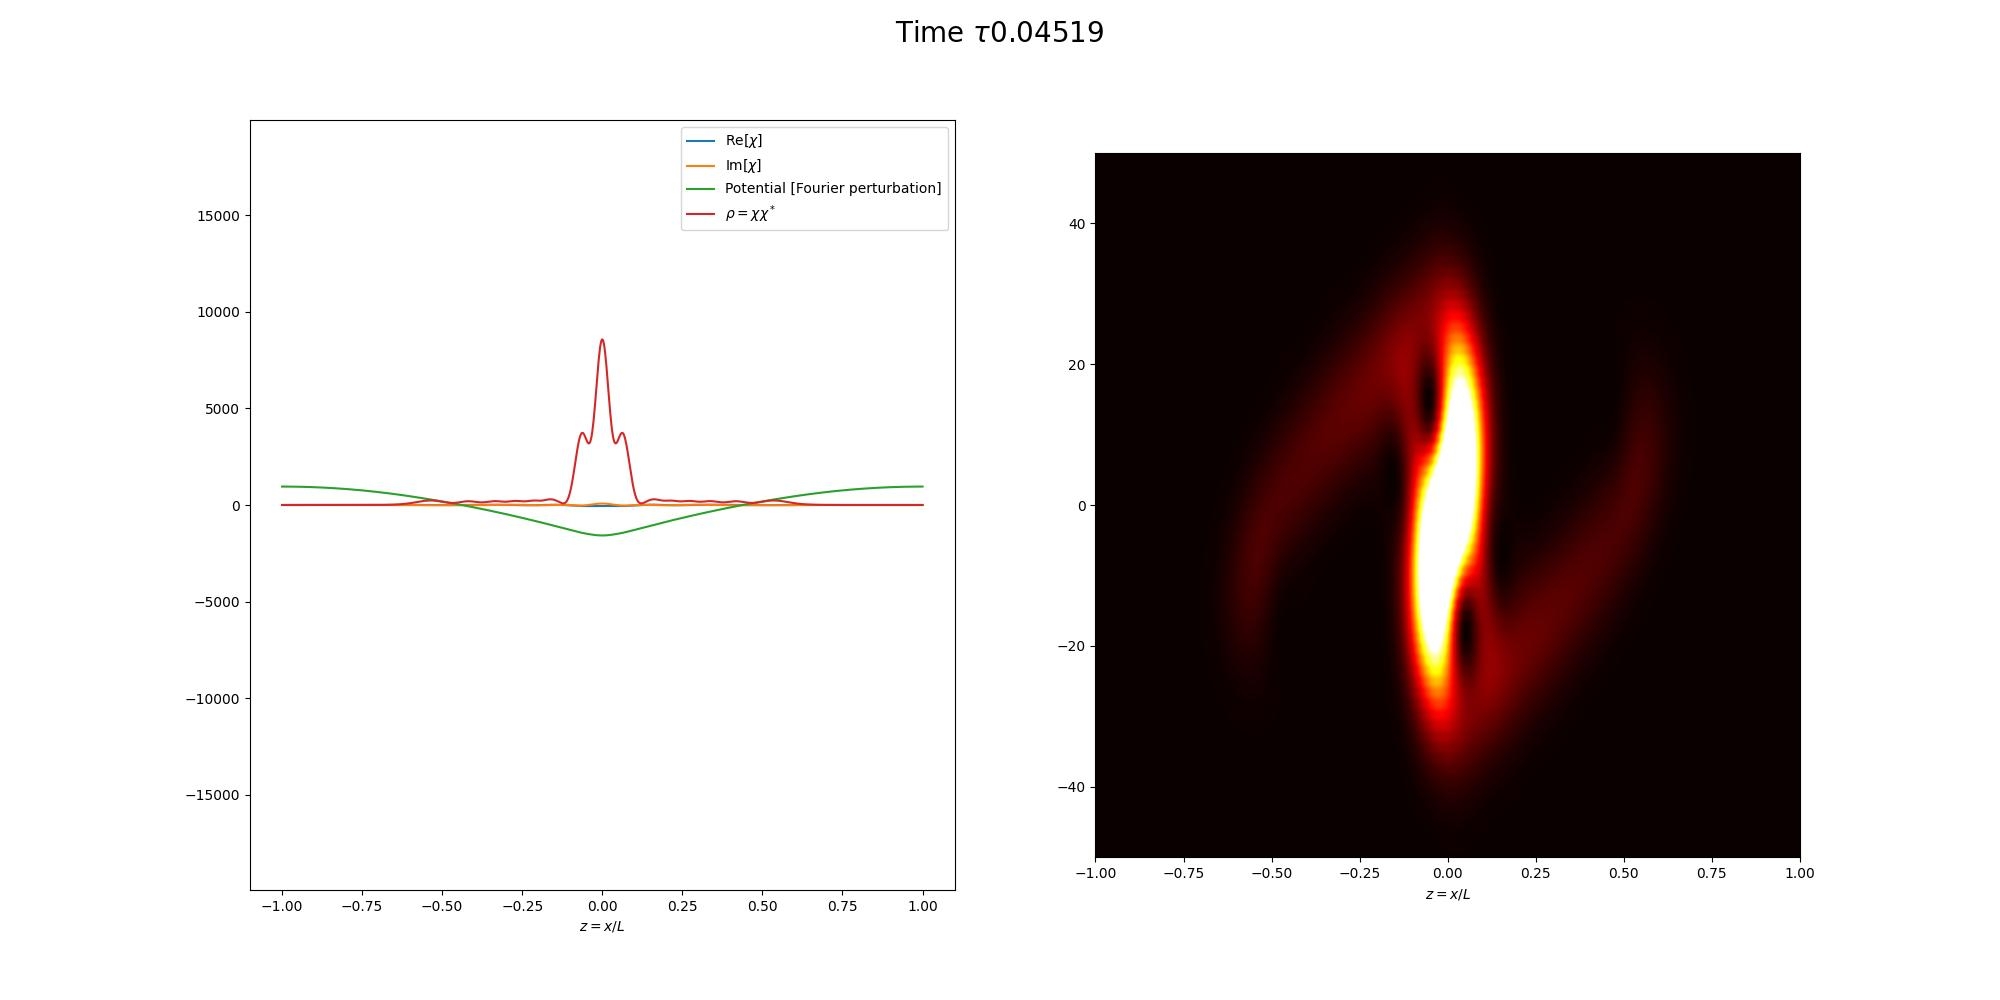 Time τ0.04519
Re[χ]
Im[χ]
Potential [Fourier perturbation]
ρ = χχ*
15000
10000
5000
0
−5000
−10000
−15000
−1.00 −0.75 −0.50 −0.25 0.00 0.25 0.50 0.75 1.00
z = x/L
40
20
0
−20
−40
−1.00 −0.75 −0.50 −0.25 0.00 0.25 0.50 0.75 1.00
z = x/L